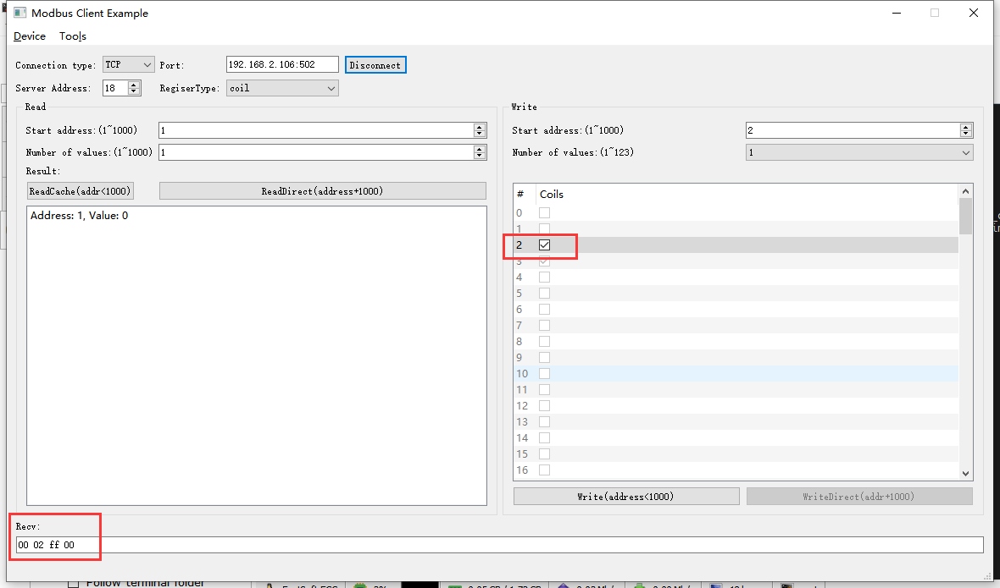 Modbus Client Example
Device Tools
Connection type: TCP Port: 192.168.2.106:502 Disconnect
Server Address: 18 RegiserType: coil
Read
Start address:(1~1000) 1
Number of values:(1~1000) 1
Result:
ReadCache(addr<1000) ReadDirect(address+1000)
Address: 1, Value: 0
Write
Start address:(1~1000) 2
Number of values:(1~123) 1
# Coils
0
1
2
3
4
5
6
7
8
9
10
11
12
13
14
15
16
Write(address<1000) WriteDirect(addr+1000)
Recv:
00 02 ff 00
Follow terminal folder